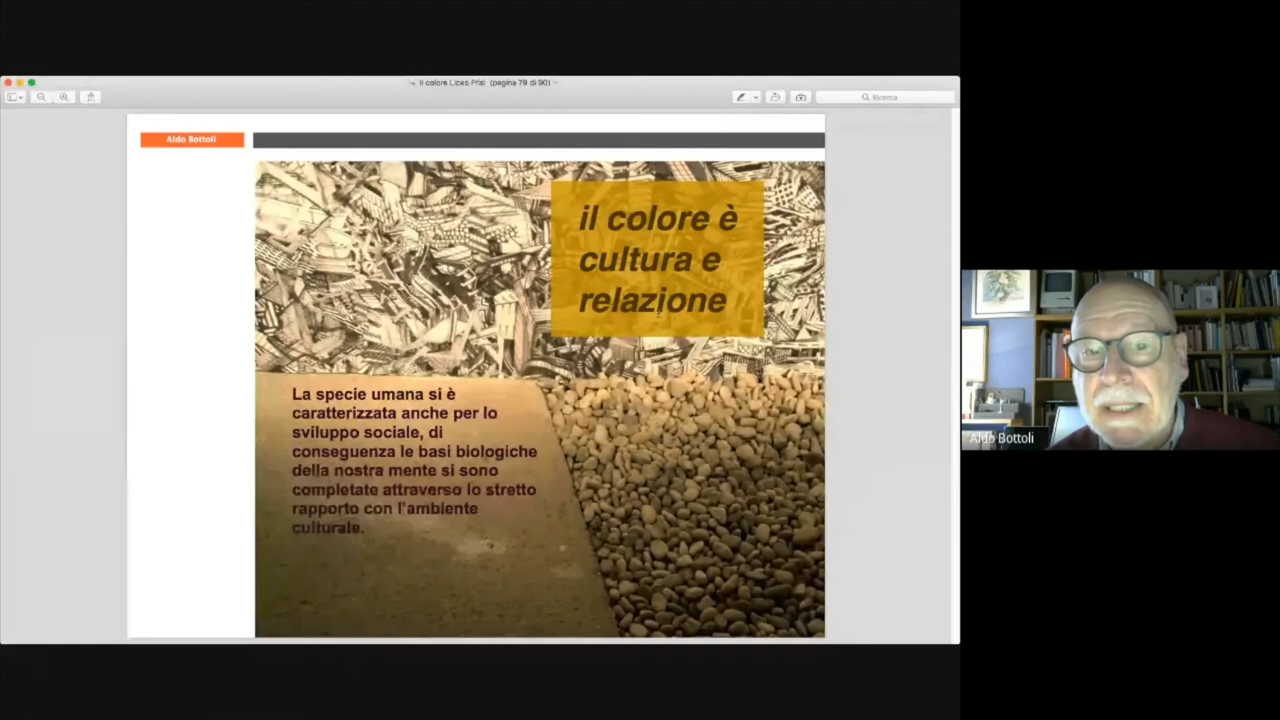 Il colore Liceo Frisi (pagina 79 di 90)
Ricerca
Aldo Bottoli
il colore è
cultura e
relazione
La specie umana si è
caratterizzata anche per lo
sviluppo sociale, di
conseguenza le basi biologiche
della nostra mente si sono
completate attraverso lo stretto
rapporto con l'ambiente
culturale.
Aldo Bottoli